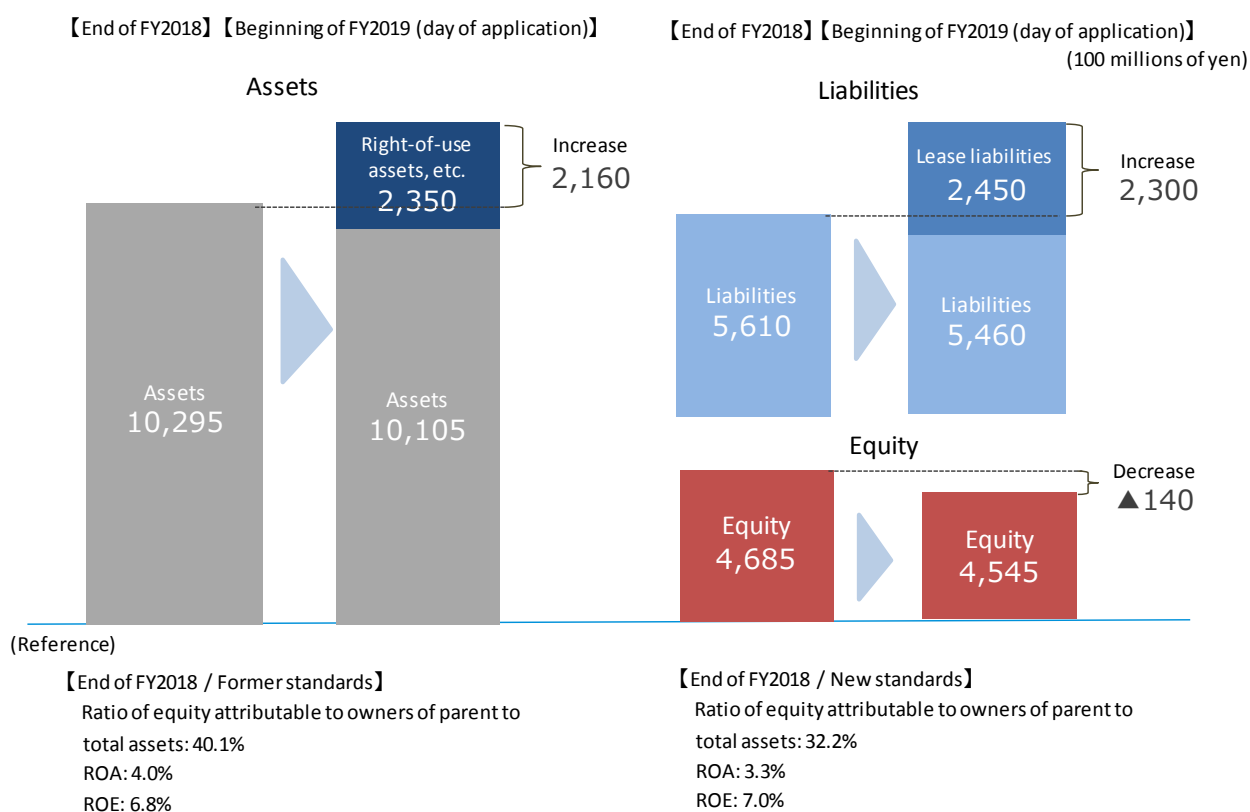 【End of FY2018】【Beginning of FY2019 (day of application)】
【End of FY2018】【Beginning of FY2019 (day of application)】
(100 millions of yen)
Assets
Right-of-use
assets, etc.
2,350
Increase
2,160
Assets
10,295
Assets
10,105
Liabilities
Lease liabilities
2,450
Increase
2,300
Liabilities
5,610
Liabilities
5,460
Equity
Decrease
▲140
Equity
4,685
Equity
4,545
(Reference)
【End of FY2018 / Former standards】
Ratio of equity attributable to owners of parent to
total assets: 40.1%
ROA: 4.0%
ROE: 6.8%
【End of FY2018 / New standards】
Ratio of equity attributable to owners of parent to
total assets: 32.2%
ROA: 3.3%
ROE: 7.0%